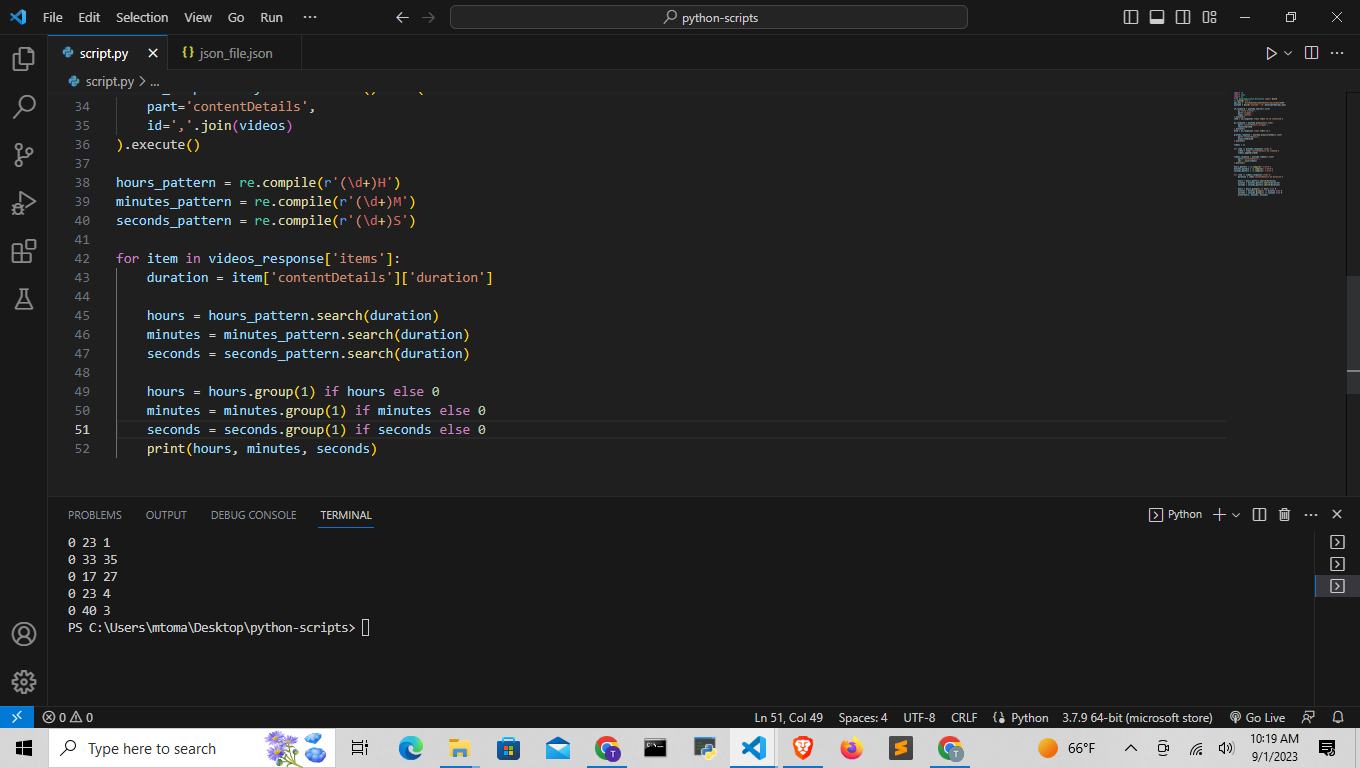 File Edit Selection View Go Run ··· python-scripts
script.py json_file.json
script.py > ...
34 part='contentDetails',
35 id=','.join(videos)
36 ).execute()
37
38 hours_pattern = re.compile(r'(\d+)H')
39 minutes_pattern = re.compile(r'(\d+)M')
40 seconds_pattern = re.compile(r'(\d+)S')
41
42 for item in videos_response['items']:
43 duration = item['contentDetails']['duration']
44
45 hours = hours_pattern.search(duration)
46 minutes = minutes_pattern.search(duration)
47 seconds = seconds_pattern.search(duration)
48
49 hours = hours.group(1) if hours else 0
50 minutes = minutes.group(1) if minutes else 0
51 seconds = seconds.group(1) if seconds else 0
52 print(hours, minutes, seconds)
PROBLEMS OUTPUT DEBUG CONSOLE TERMINAL Python
0 23 1
0 33 35
0 17 27
0 23 4
0 40 3
PS C:\Users\mtoma\Desktop\python-scripts>
0 0 Ln 51, Col 49 Spaces: 4 UTF-8 CRLF Python 3.7.9 64-bit (microsoft store) Go Live
Type here to search 66°F 10:19 AM
9/1/2023